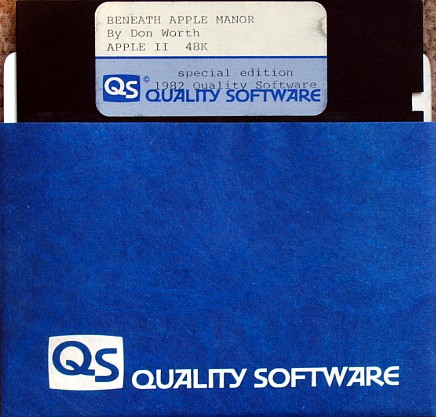 BENEATH APPLE MANOR
By Don Worth
APPLE II 48K
special edition
© 1982 Quality Software
QS QUALITY SOFTWARE
QS QUALITY SOFTWARE